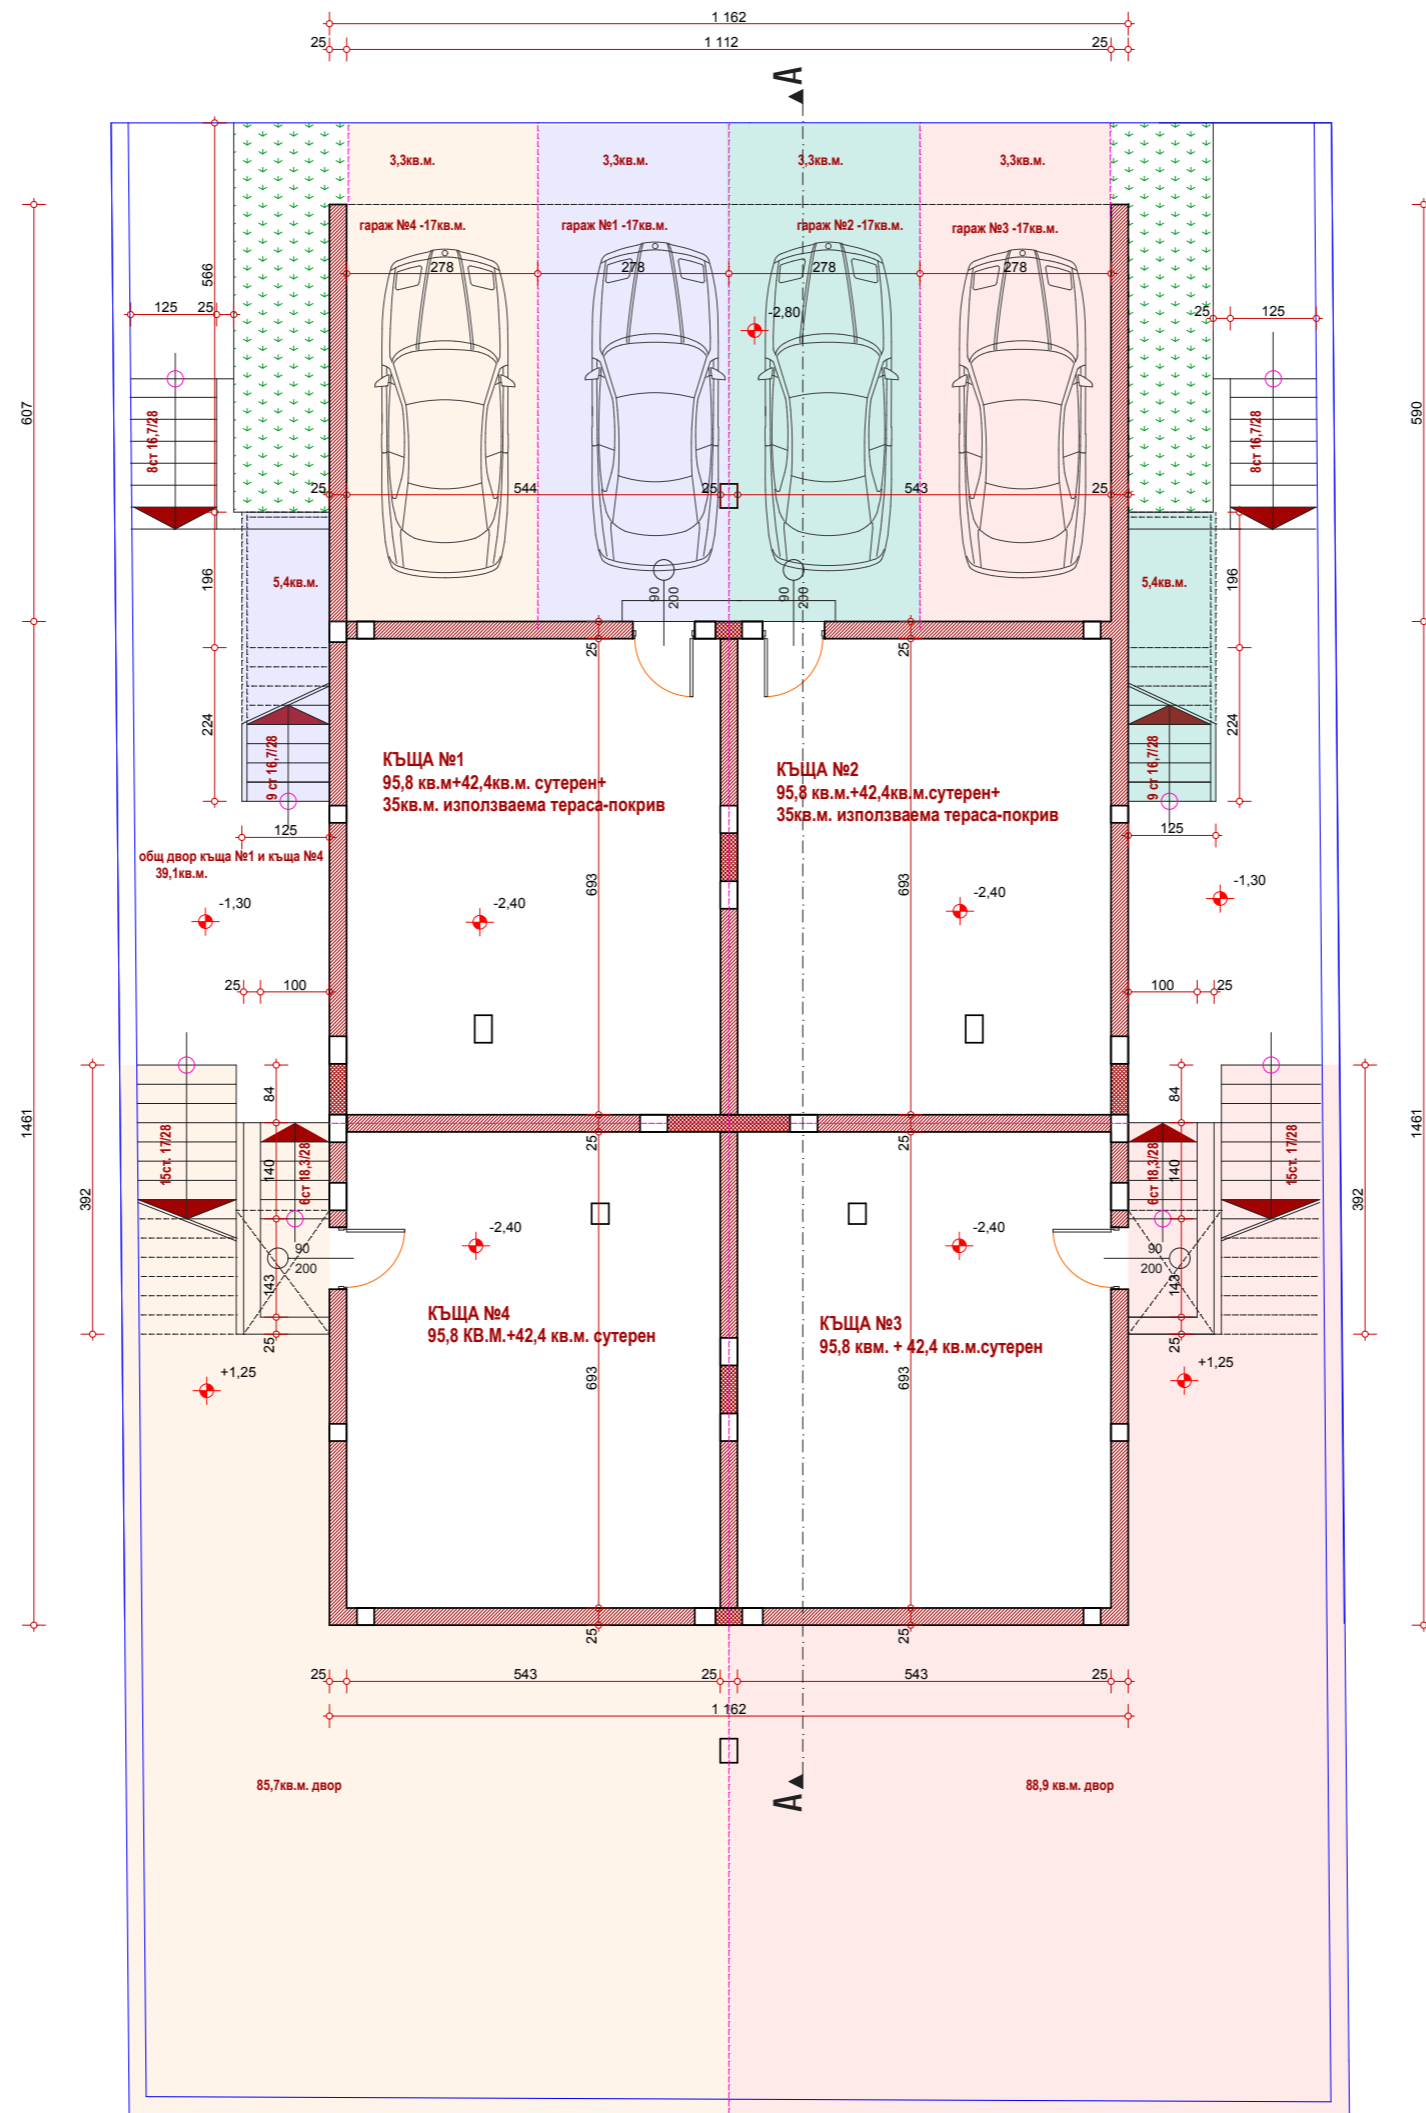 1 162
25
1 112
25
A
3,3кв.м.
3,3кв.м.
3,3кв.м.
3,3кв.м.
гараж №4 -17кв.м.
гараж №1 -17кв.м.
гараж №2 -17кв.м.
гараж №3 -17кв.м.
278
278
278
278
566
-2,80
125
25
25
125
607
590
8ст 16,7/28
8ст 16,7/28
25
544
25
543
25
196
5,4кв.м.
5,4кв.м.
196
90
200
90
200
25
25
224
224
9 ст 16,7/28
9 ст 16,7/28
КЪЩА №1
95,8 кв.м+42,4кв.м. сутерен+
35кв.м. използваема тераса-покрив
КЪЩА №2
95,8 кв.м.+42,4кв.м.сутерен+
35кв.м. използваема тераса-покрив
125
125
общ двор къща №1 и къща №4
39,1кв.м.
693
693
-1,30
-2,40
-2,40
-1,30
25
100
100
25
84
84
1461
1461
25
25
15ст. 17/28
140
6ст 18,3/28
6ст 18,3/28
140
15ст. 17/28
392
392
-2,40
-2,40
90
200
90
200
143
143
КЪЩА №4
95,8 КВ.М.+42,4 кв.м. сутерен
КЪЩА №3
95,8 квм. + 42,4 кв.м.сутерен
25
25
+1,25
+1,25
693
693
25
25
25
543
25
543
25
1 162
85,7кв.м. двор
88,9 кв.м. двор
A